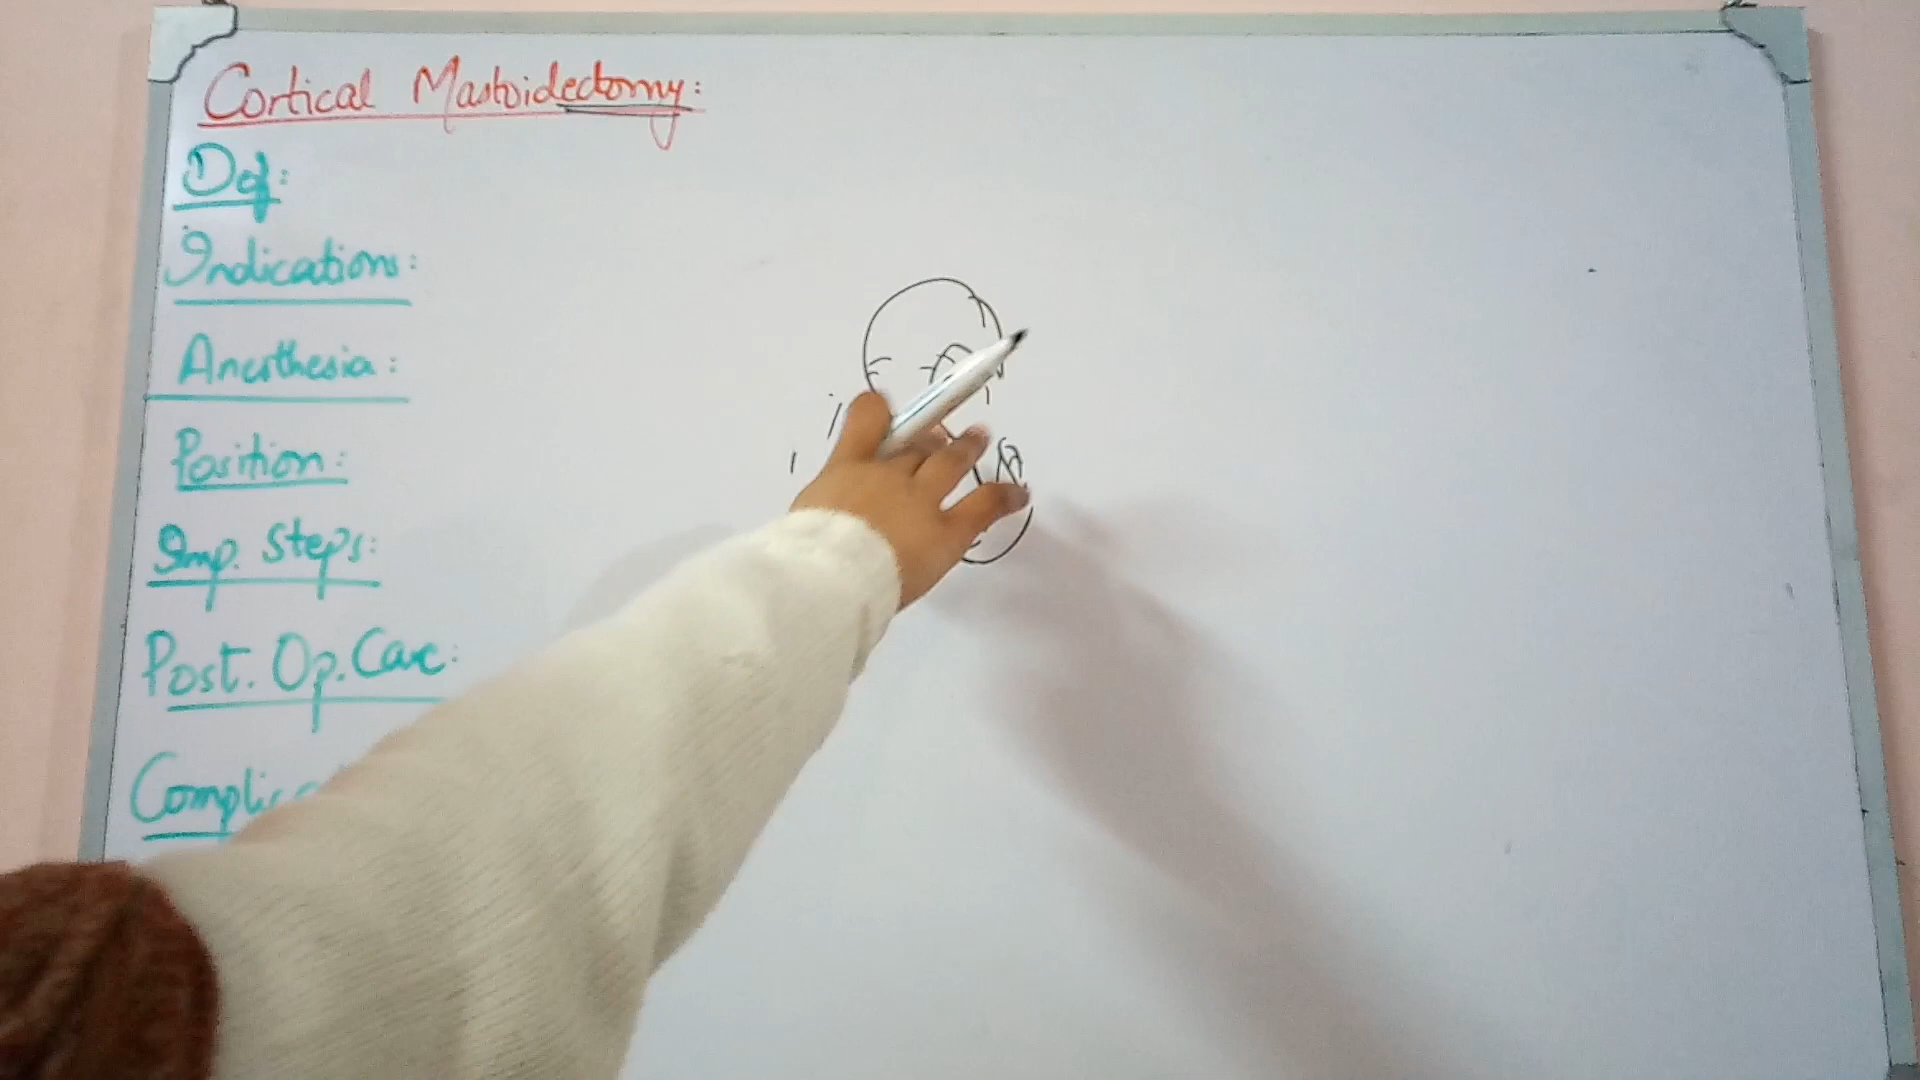 Cortical Mastoidectomy:
Def:
Indications:
Anesthesia:
Position:
Imp. Steps:
Post. Op. Care: